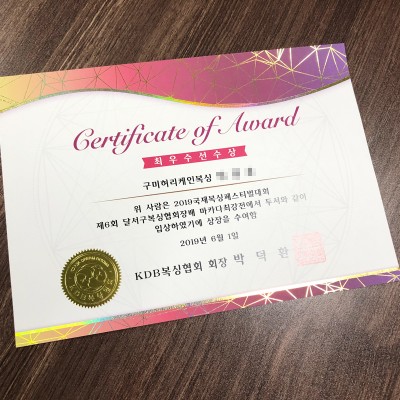 Certificate of Award
최우수선수상
구미허리케인복싱
위 사람은 2019국제복싱페스티벌대회
제6회 달서구복싱협회장배 마카다최강전에서 두서와 같이
입상하였기에 상장을 수여함
2019년 6월 1일
KDB복싱협회 회장 박 덕 환